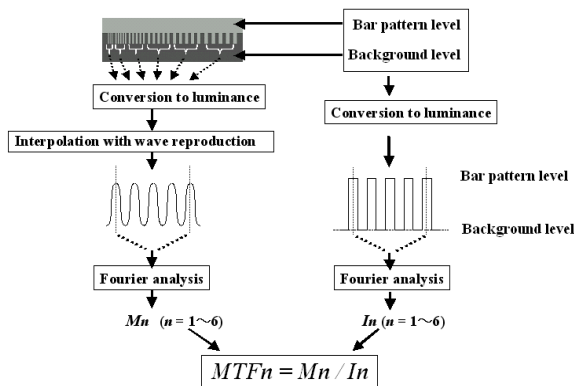 Bar pattern level
Background level
Conversion to luminance
Conversion to luminance
Interpolation with wave reproduction
Bar pattern level
Background level
Fourier analysis
Fourier analysis
Mn (n = 1～6)
In (n = 1～6)
MTFn = Mn / In